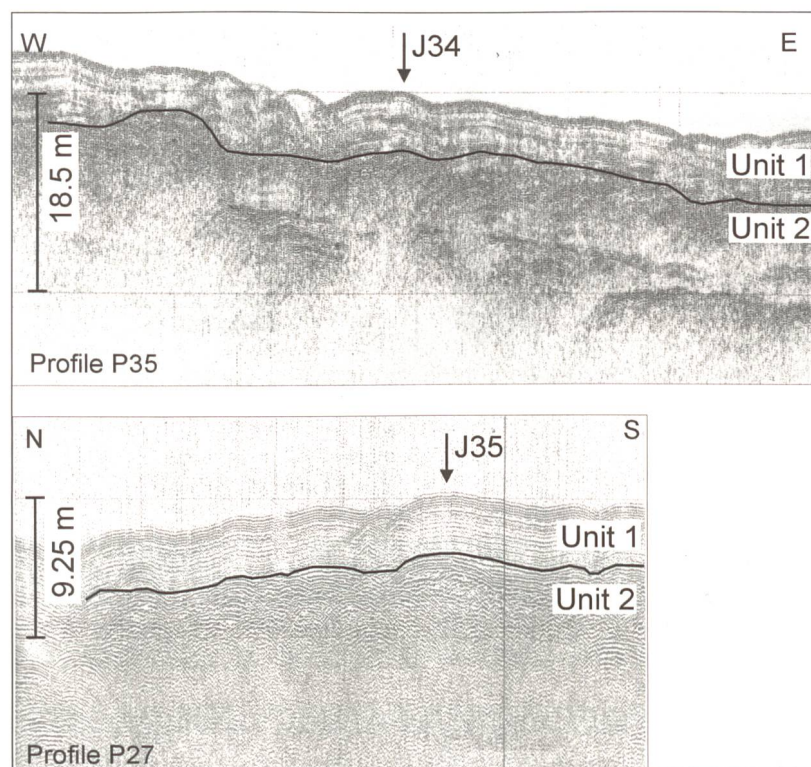 W
E
J34
18.5 m
Unit 1
Unit 2
Profile P35
N
S
J35
9.25 m
Unit 1
Unit 2
Profile P27